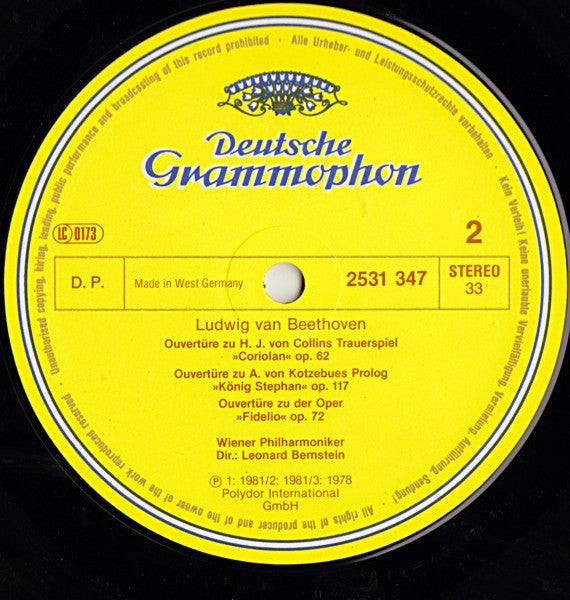 Deutsche
Grammophon
LC 0173
2
D. P.
Made in West Germany
2531 347
STEREO
33
Ludwig van Beethoven
Ouvertüre zu H. J. von Collins Trauerspiel
»Coriolan« op. 62
Ouvertüre zu A. von Kotzebues Prolog
»König Stephan« op. 117
Ouvertüre zu der Oper
»Fidelio« op. 72
Wiener Philharmoniker
Dir.: Leonard Bernstein
Ⓟ 1: 1981/2: 1981/3: 1978
Polydor International
GmbH
Alle Urheber- und Leistungsschutzrechte vorbehalten · Kein Verleih! Keine unerlaubte Vervielfältigung, Vermietung, Aufführung, Sendung! · All rights of the producer and of the owner of the work reproduced reserved · Unauthorised copying, hiring, lending, public performance and broadcasting of this record prohibited ·